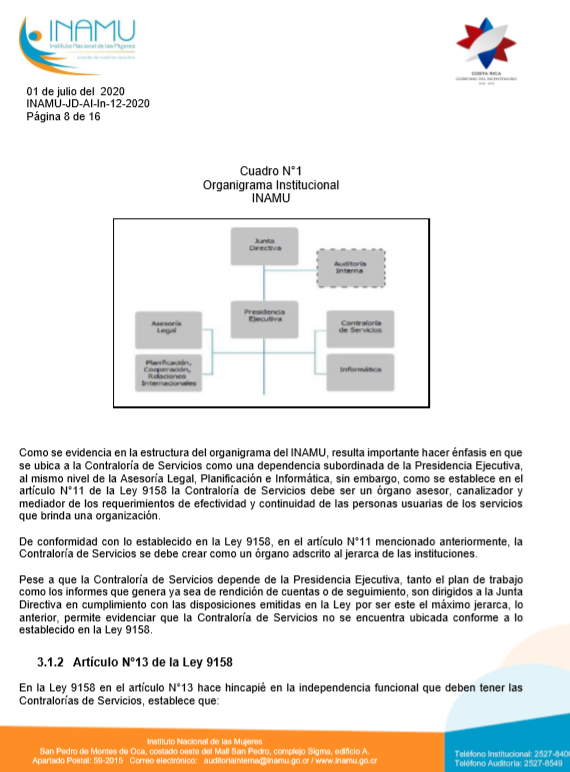 INAMU
Instituto Nacional de las Mujeres
COSTA RICA
GOBIERNO DEL BICENTENARIO
01 de julio del 2020
INAMU-JD-AI-In-12-2020
Página 8 de 16
Cuadro N°1
Organigrama Institucional
INAMU
Junta
Directiva
Auditoría
Interna
Presidencia
Ejecutiva
Asesoría
Legal
Contraloría
de Servicios
Planificación,
Cooperación,
Relaciones
Internacionales
Informática
Como se evidencia en la estructura del organigrama del INAMU, resulta importante hacer énfasis en que
se ubica a la Contraloría de Servicios como una dependencia subordinada de la Presidencia Ejecutiva,
al mismo nivel de la Asesoría Legal, Planificación e Informática, sin embargo, como se establece en el
artículo N°11 de la Ley 9158 la Contraloría de Servicios debe ser un órgano asesor, canalizador y
mediador de los requerimientos de efectividad y continuidad de las personas usuarias de los servicios
que brinda una organización.
De conformidad con lo establecido en la Ley 9158, en el artículo N°11 mencionado anteriormente, la
Contraloría de Servicios se debe crear como un órgano adscrito al jerarca de las instituciones.
Pese a que la Contraloría de Servicios depende de la Presidencia Ejecutiva, tanto el plan de trabajo
como los informes que genera ya sea de rendición de cuentas o de seguimiento, son dirigidos a la Junta
Directiva en cumplimiento con las disposiciones emitidas en la Ley por ser este el máximo jerarca, lo
anterior, permite evidenciar que la Contraloría de Servicios no se encuentra ubicada conforme a lo
establecido en la Ley 9158.
3.1.2 Artículo N°13 de la Ley 9158
En la Ley 9158 en el artículo N°13 hace hincapié en la independencia funcional que deben tener las
Contralorías de Servicios, establece que:
Instituto Nacional de las Mujeres
San Pedro de Montes de Oca, costado oeste del Mall San Pedro, complejo Sigma, edificio A.
Apartado Postal: 59-2015 Correo electrónico: auditoriainterna@inamu.go.cr / www.inamu.go.cr
Teléfono Institucional: 2527-840
Teléfono Auditoría: 2527-8549